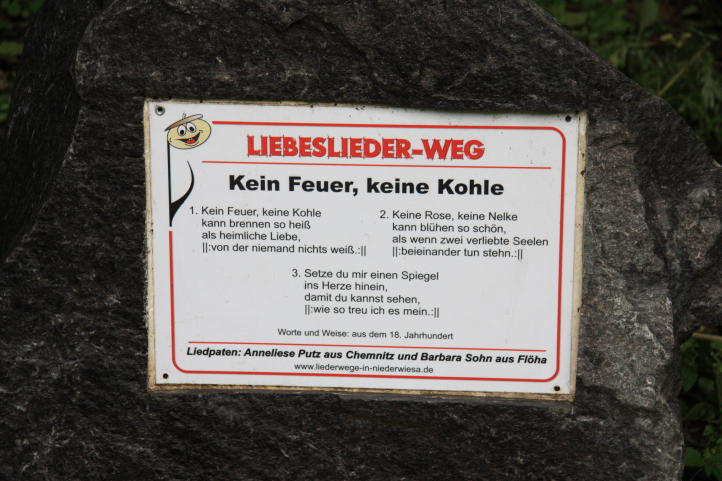 LIEBESLIEDER-WEG
Kein Feuer, keine Kohle
1. Kein Feuer, keine Kohle
kann brennen so heiß
als heimliche Liebe,
||:von der niemand nichts weiß.:||
2. Keine Rose, keine Nelke
kann blühen so schön,
als wenn zwei verliebte Seelen
||:beieinander tun stehn.:||
3. Setze du mir einen Spiegel
ins Herze hinein,
damit du kannst sehen,
||:wie so treu ich es mein.:||
Worte und Weise: aus dem 18. Jahrhundert
Liedpaten: Anneliese Putz aus Chemnitz und Barbara Sohn aus Flöha
www.liederwege-in-niederwiesa.de